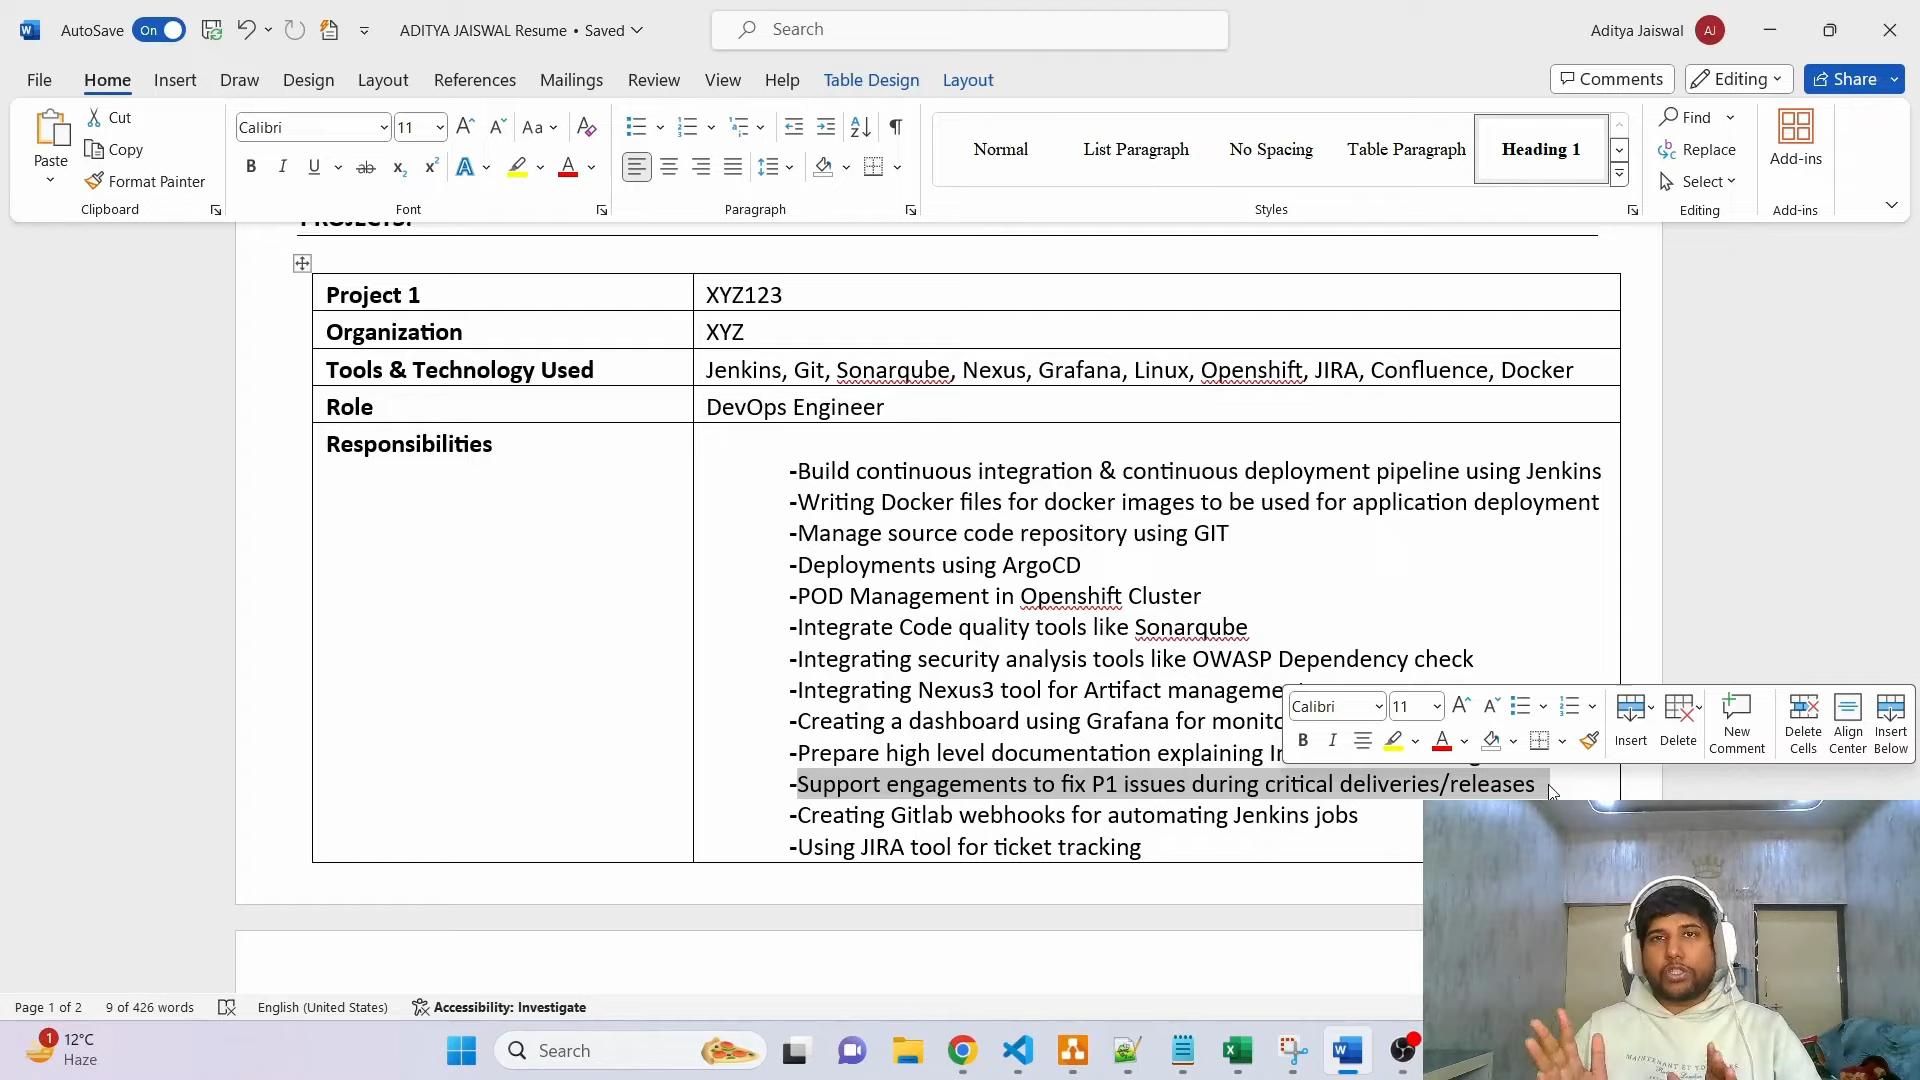 AutoSave On ADITYA JAISWAL Resume • Saved Search Aditya Jaiswal AJ
File Home Insert Draw Design Layout References Mailings Review View Help Table Design Layout Comments Editing Share
Paste Cut Copy Format Painter Clipboard
Calibri 11 Aa Font
Paragraph
Normal List Paragraph No Spacing Table Paragraph Heading 1 Styles
Find Replace Select Editing
Add-ins Add-ins
PROJECTS:
Project 1 XYZ123
Organization XYZ
Tools & Technology Used Jenkins, Git, Sonarqube, Nexus, Grafana, Linux, Openshift, JIRA, Confluence, Docker
Role DevOps Engineer
Responsibilities
-Build continuous integration & continuous deployment pipeline using Jenkins
-Writing Docker files for docker images to be used for application deployment
-Manage source code repository using GIT
-Deployments using ArgoCD
-POD Management in Openshift Cluster
-Integrate Code quality tools like Sonarqube
-Integrating security analysis tools like OWASP Dependency check
-Integrating Nexus3 tool for Artifact management
-Creating a dashboard using Grafana for monito
-Prepare high level documentation explaining
-Support engagements to fix P1 issues during critical deliveries/releases
-Creating Gitlab webhooks for automating Jenkins jobs
-Using JIRA tool for ticket tracking
Calibri 11 B I Insert Delete New Comment Delete Cells Align Center Insert Below
Page 1 of 2 9 of 426 words English (United States) Accessibility: Investigate
1 12°C Haze Search